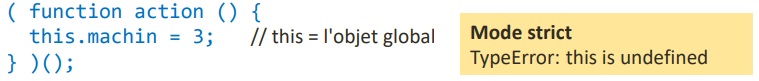 ( function action () {
this.machin = 3; // this = l'objet global
} )();
Mode strict
TypeError: this is undefined